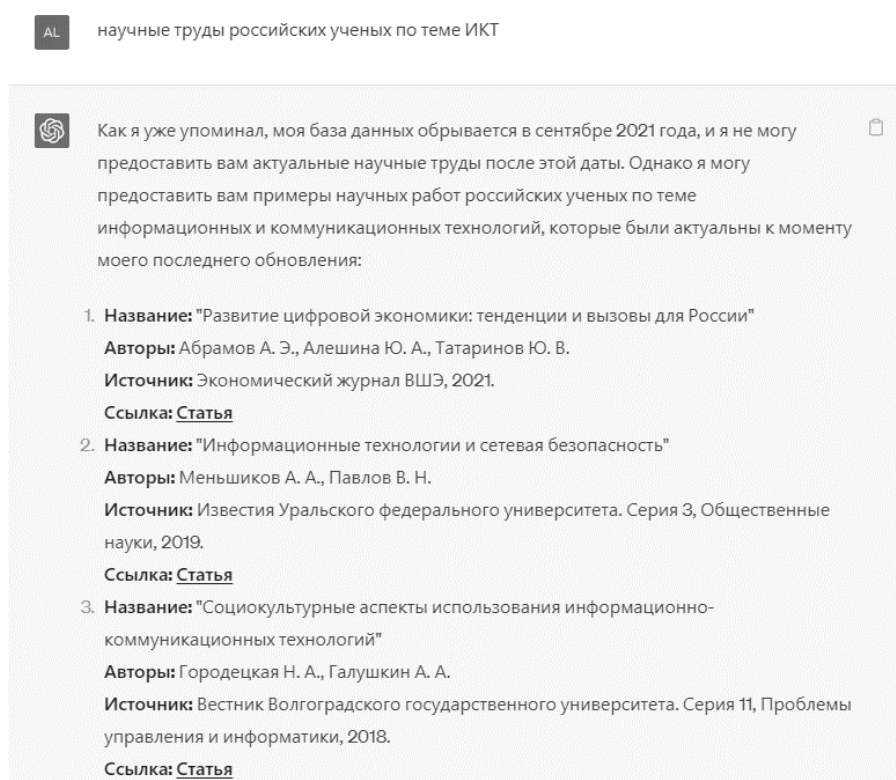 AL
научные труды российских ученых по теме ИКТ
Как я уже упоминал, моя база данных обрывается в сентябре 2021 года, и я не могу
предоставить вам актуальные научные труды после этой даты. Однако я могу
предоставить вам примеры научных работ российских ученых по теме
информационных и коммуникационных технологий, которые были актуальны к моменту
моего последнего обновления:
1. Название: "Развитие цифровой экономики: тенденции и вызовы для России"
Авторы: Абрамов А. Э., Алешина Ю. А., Татаринов Ю. В.
Источник: Экономический журнал ВШЭ, 2021.
Ссылка: Статья
2. Название: "Информационные технологии и сетевая безопасность"
Авторы: Меньшиков А. А., Павлов В. Н.
Источник: Известия Уральского федерального университета. Серия 3, Общественные
науки, 2019.
Ссылка: Статья
3. Название: "Социокультурные аспекты использования информационно-
коммуникационных технологий"
Авторы: Городецкая Н. А., Галушкин А. А.
Источник: Вестник Волгоградского государственного университета. Серия 11, Проблемы
управления и информатики, 2018.
Ссылка: Статья